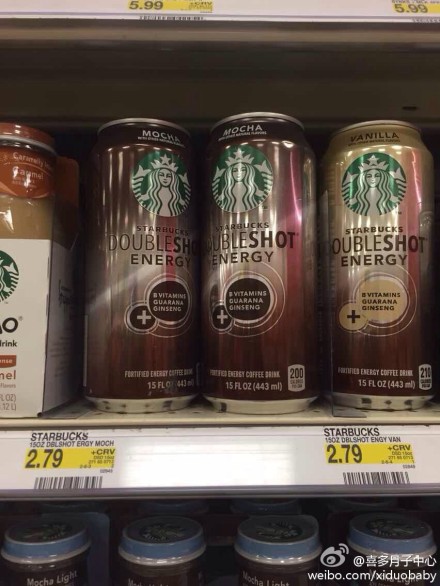 5.99
5.99
MOCHA
MOCHA
VANILLA
Caramel
STARBUCKS
DOUBLESHOT
ENERGY
B VITAMINS
GUARANA
GINSENG
+
FORTIFIED ENERGY COFFEE DRINK
15 FL OZ (443 ml)
STARBUCKS
DOUBLESHOT
ENERGY
B VITAMINS
GUARANA
GINSENG
+
FORTIFIED ENERGY COFFEE DRINK
200
15 FL OZ (443 ml)
STARBUCKS
DOUBLESHOT
ENERGY
B VITAMINS
GUARANA
GINSENG
+
FORTIFIED ENERGY COFFEE DRINK
210
15 FL OZ (443 ml)
drink
mel
STARBUCKS
15OZ DBLSHOT ERGY MOCH
2.79
+CRV
STARBUCKS
15OZ DBLSHOT ENGY VAN
2.79
+CRV
Mocha Light
Mocha Light
@喜多月子中心
weibo.com/xiduobaby